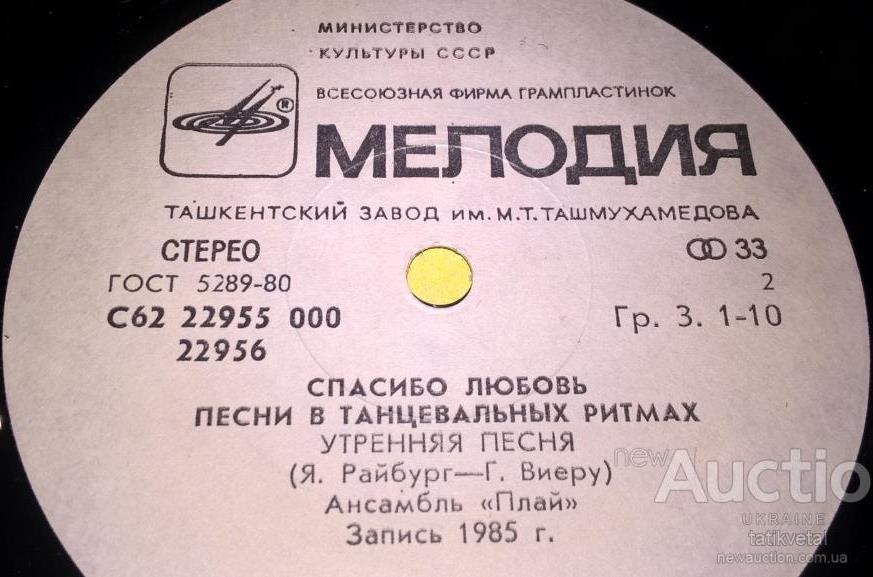 МИНИСТЕРСТВО
КУЛЬТУРЫ СССР
®
ВСЕСОЮЗНАЯ ФИРМА ГРАМПЛАСТИНОК
МЕЛОДИЯ
ТАШКЕНТСКИЙ ЗАВОД ИМ. М.Т. ТАШМУХАМЕДОВА
СТЕРЕО 33
ГОСТ 5289-80 2
С62 22955 000 Гр. 3. 1-10
22956
СПАСИБО ЛЮБОВЬ
ПЕСНИ В ТАНЦЕВАЛЬНЫХ РИТМАХ
УТРЕННЯЯ ПЕСНЯ
(Я. Райбург—Г. Виеру)
Ансамбль «Плай»
Запись 1985 г.
new Auctio
UKRAINE
tatikvetal
newauction.com.ua